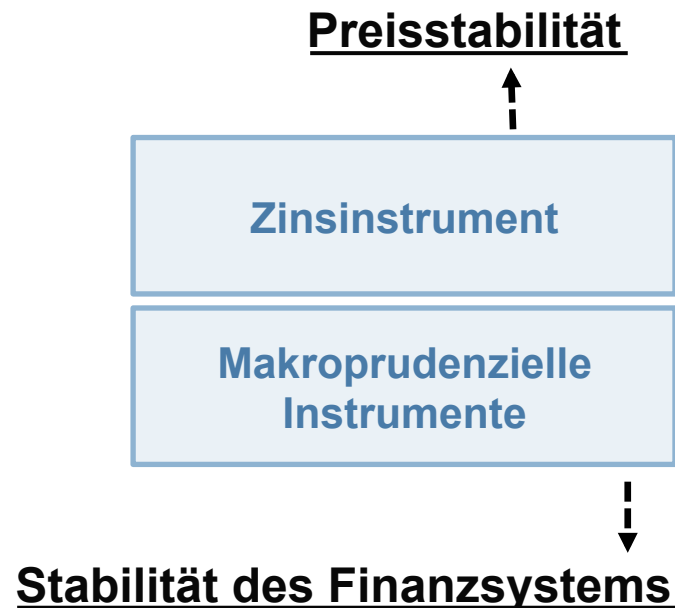 Preisstabilität
Zinsinstrument
Makroprudenzielle
Instrumente
Stabilität des Finanzsystems